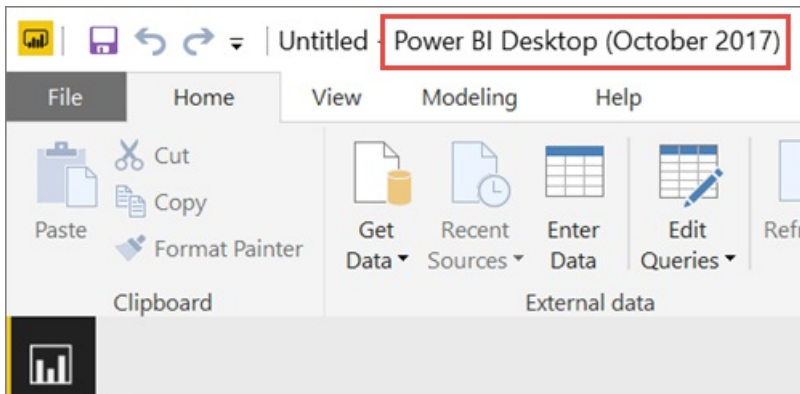 Untitled - Power BI Desktop (October 2017)
File Home View Modeling Help
Paste
Cut
Copy
Format Painter
Get Data
Recent Sources
Enter Data
Edit Queries
Clipboard
External data